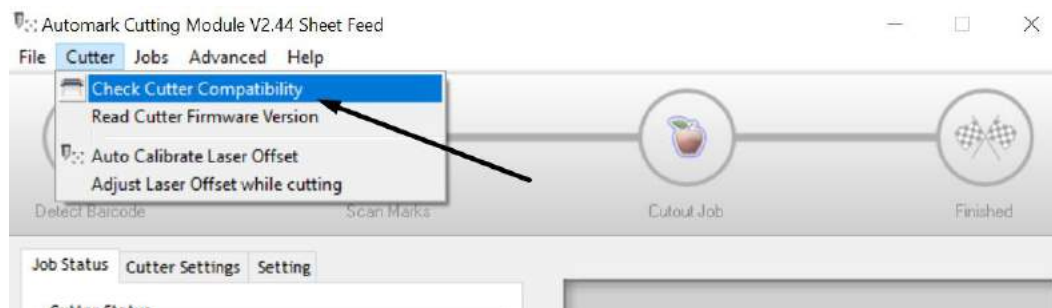 Automark Cutting Module V2.44 Sheet Feed
File Cutter Jobs Advanced Help
Check Cutter Compatibility
Read Cutter Firmware Version
Auto Calibrate Laser Offset
Adjust Laser Offset while cutting
Detect Barcode Scan Marks Cutout Job Finished
Job Status Cutter Settings Setting
Cutter Status